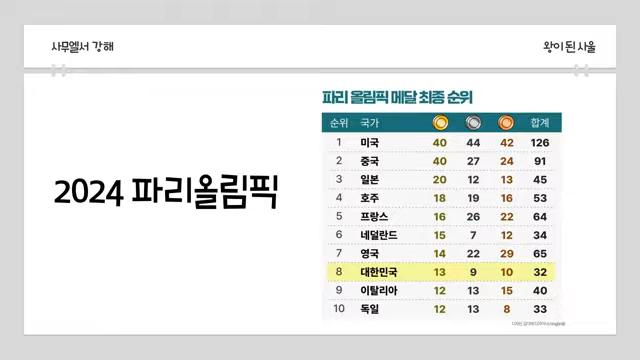 사무엘서 강해
왕이 된 사울
파리 올림픽 메달 최종 순위
2024 파리올림픽
순위 국가 합계
1 미국 40 44 42 126
2 중국 40 27 24 91
3 일본 20 12 13 45
4 호주 18 19 16 53
5 프랑스 16 26 22 64
6 네덜란드 15 7 12 34
7 영국 14 22 29 65
8 대한민국 13 9 10 32
9 이탈리아 12 13 15 40
10 독일 12 13 8 33